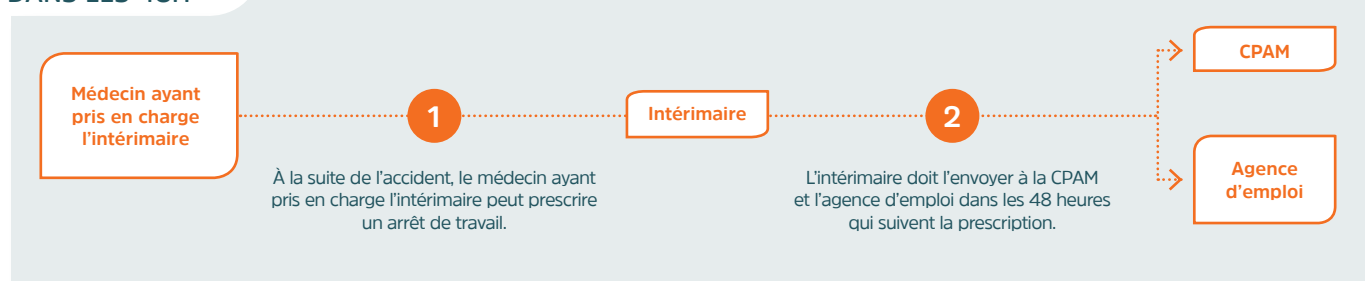 DANS LES 48H
Médecin ayant
pris en charge
l'intérimaire
1
À la suite de l'accident, le médecin ayant
pris en charge l'intérimaire peut prescrire
un arrêt de travail.
Intérimaire
2
L'intérimaire doit l'envoyer à la CPAM
et l'agence d'emploi dans les 48 heures
qui suivent la prescription.
CPAM
Agence
d'emploi